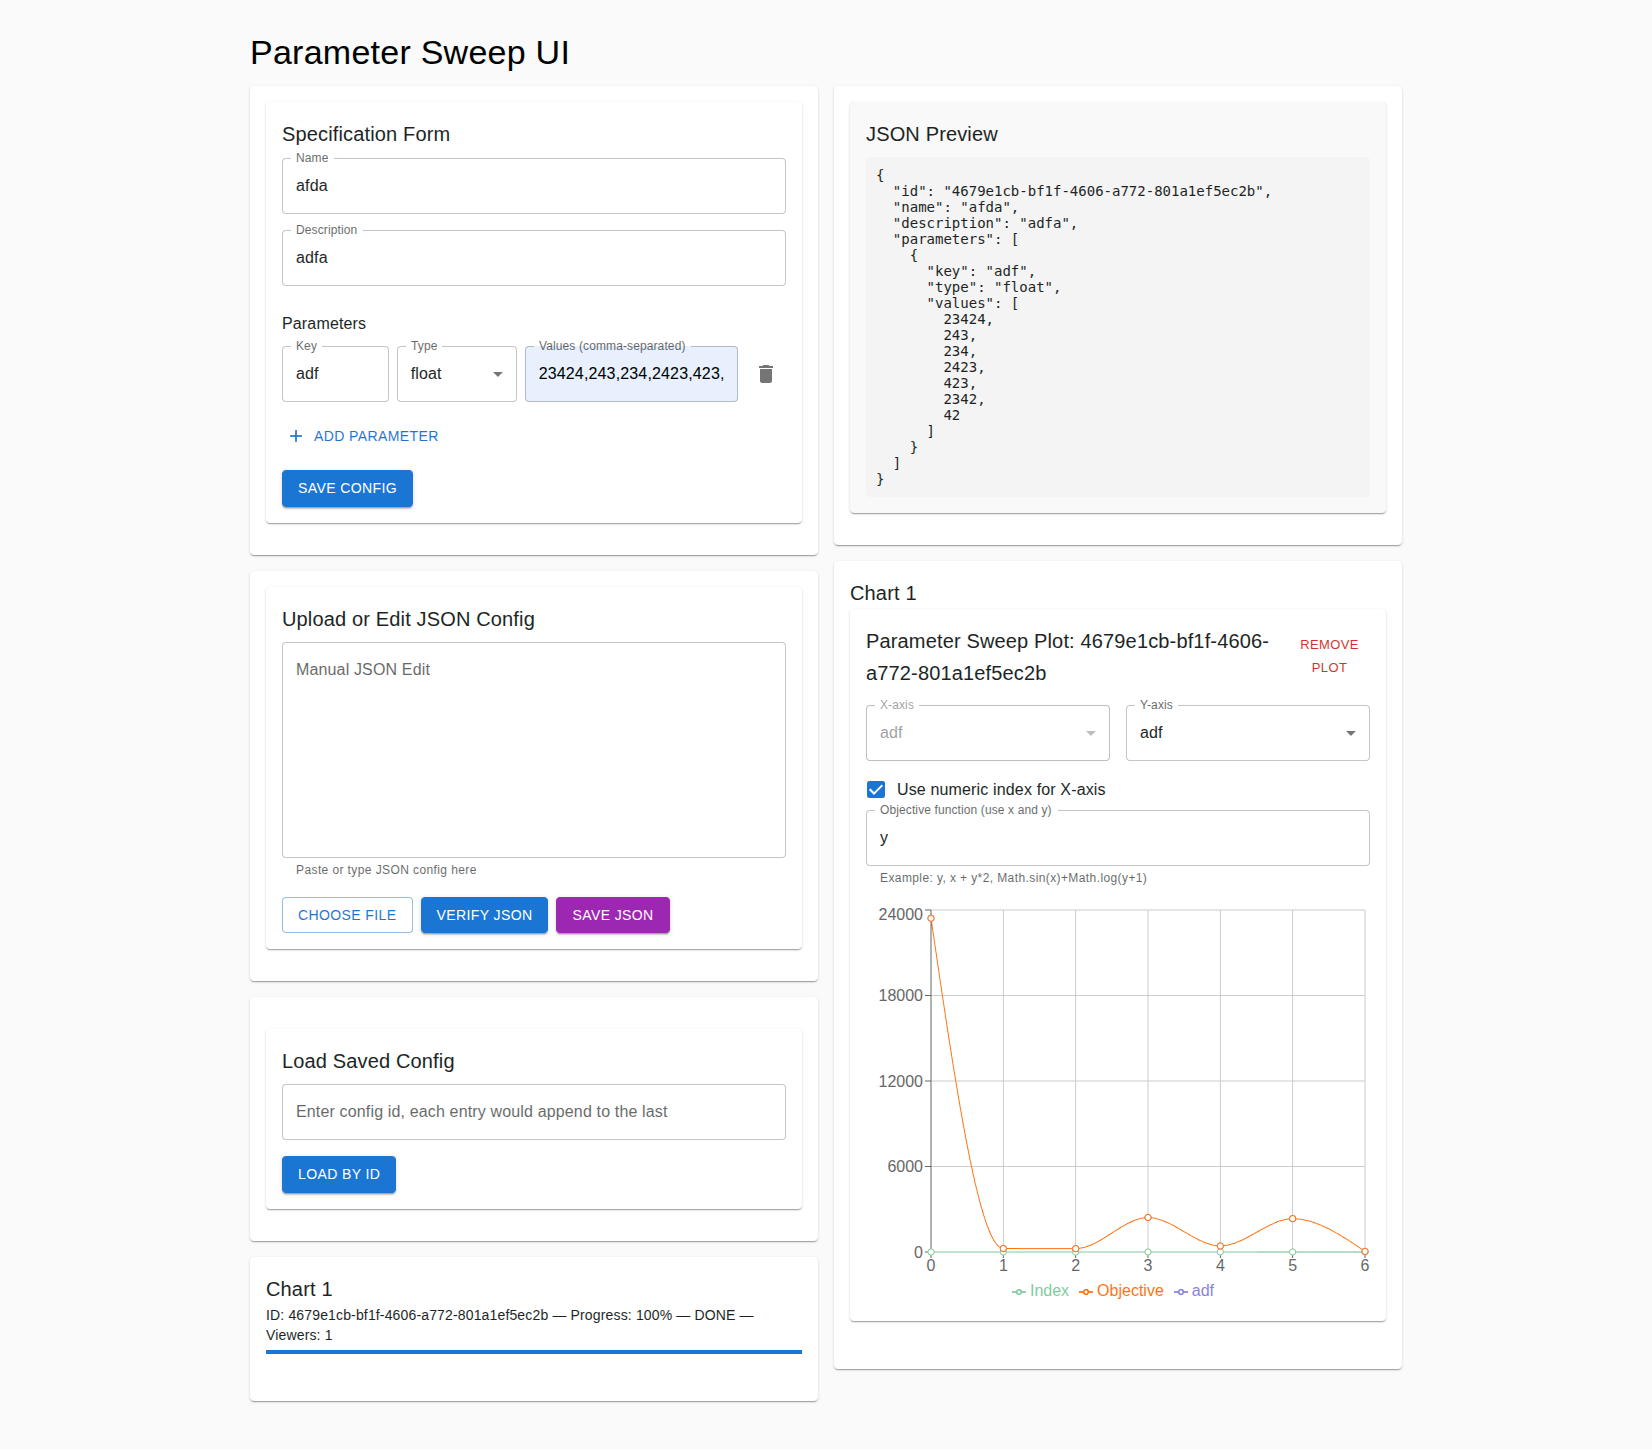 Parameter Sweep UI
Specification Form
Name
afda
Description
adfa
Parameters
Key
adf
Type
float
Values (comma-separated)
23424,243,234,2423,423,
ADD PARAMETER
SAVE CONFIG
Upload or Edit JSON Config
Manual JSON Edit
Paste or type JSON config here
CHOOSE FILE
VERIFY JSON
SAVE JSON
Load Saved Config
Enter config id, each entry would append to the last
LOAD BY ID
Chart 1
ID: 4679e1cb-bf1f-4606-a772-801a1ef5ec2b — Progress: 100% — DONE —
Viewers: 1
JSON Preview
{
  "id": "4679e1cb-bf1f-4606-a772-801a1ef5ec2b",
  "name": "afda",
  "description": "adfa",
  "parameters": [
    {
      "key": "adf",
      "type": "float",
      "values": [
        23424,
        243,
        234,
        2423,
        423,
        2342,
        42
      ]
    }
  ]
}
Chart 1
Parameter Sweep Plot: 4679e1cb-bf1f-4606-
a772-801a1ef5ec2b
REMOVE
PLOT
X-axis
adf
Y-axis
adf
Use numeric index for X-axis
Objective function (use x and y)
y
Example: y, x + y*2, Math.sin(x)+Math.log(y+1)
24000
18000
12000
6000
0
0 1 2 3 4 5 6
Index Objective adf